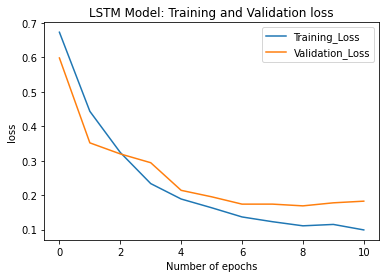 LSTM Model: Training and Validation loss
Training_Loss
Validation_Loss
0.7
0.6
0.5
0.4
0.3
0.2
0.1
loss
0 2 4 6 8 10
Number of epochs